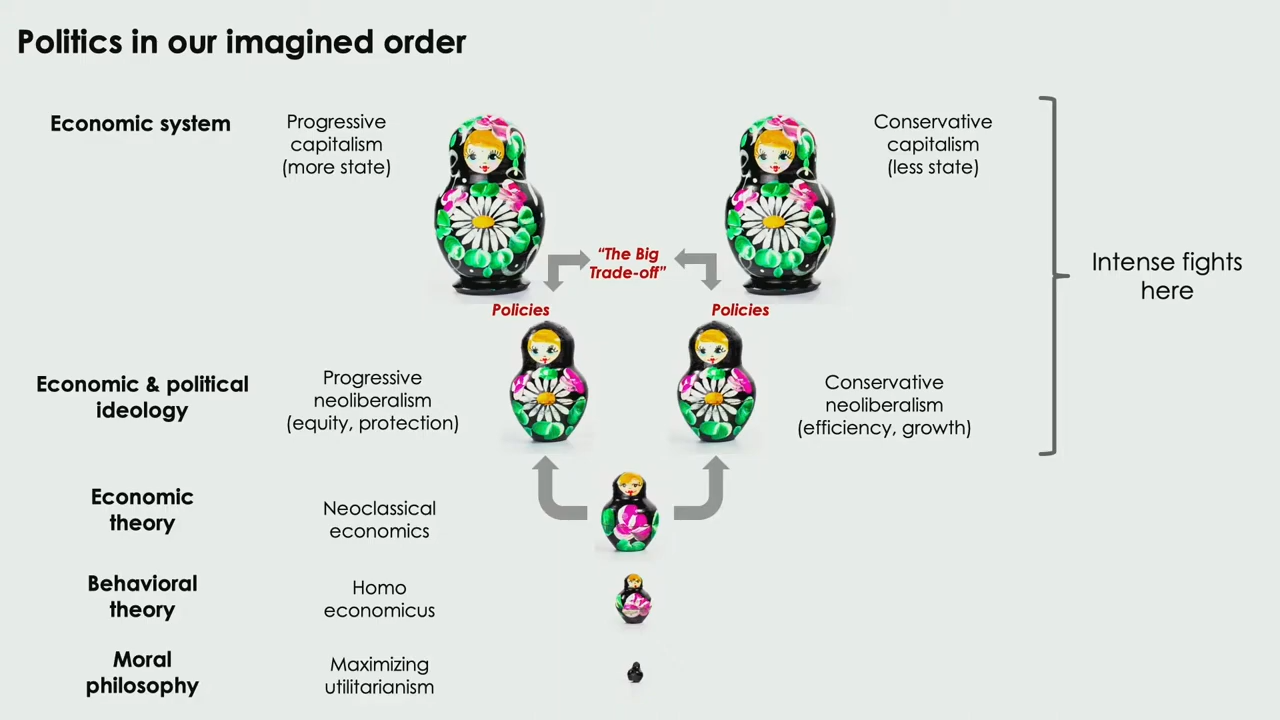 Politics in our imagined order
Economic system
Progressive
capitalism
(more state)
Conservative
capitalism
(less state)
“The Big
Trade-off”
Intense fights
here
Policies
Policies
Economic & political
ideology
Progressive
neoliberalism
(equity, protection)
Conservative
neoliberalism
(efficiency, growth)
Economic
theory
Neoclassical
economics
Behavioral
theory
Homo
economicus
Moral
philosophy
Maximizing
utilitarianism